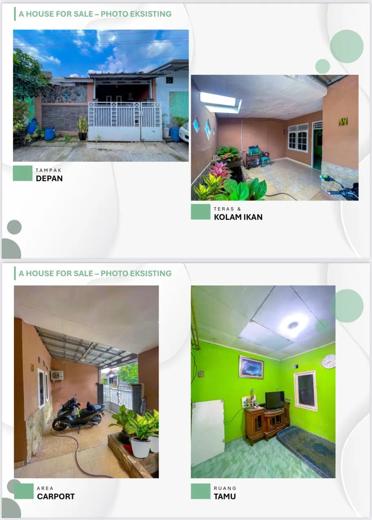 A HOUSE FOR SALE – PHOTO EKSISTING
TAMPAK
DEPAN
TERAS &
KOLAM IKAN
A HOUSE FOR SALE – PHOTO EKSISTING
AREA
CARPORT
RUANG
TAMU